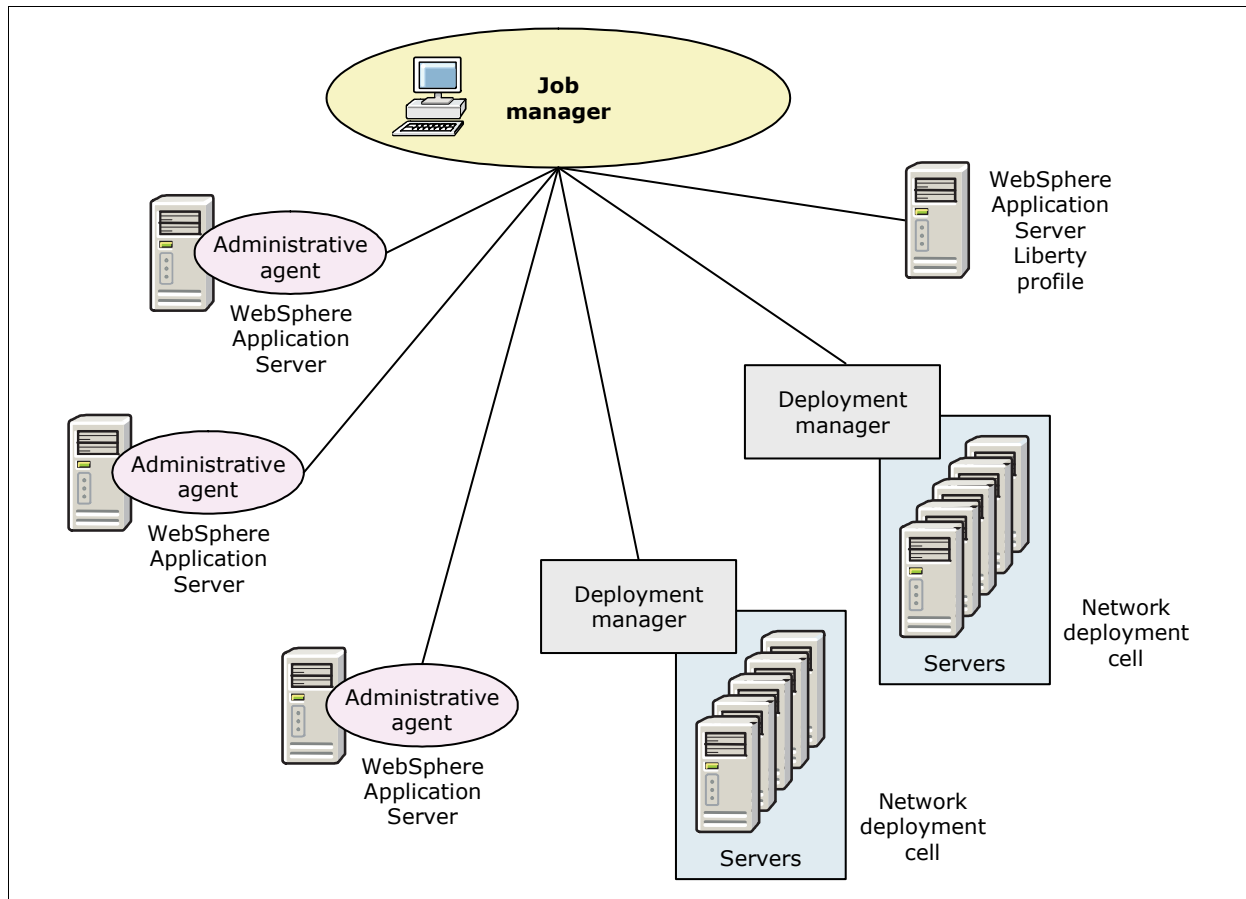 Job
manager
WebSphere
Application
Server
Liberty
profile
Administrative
agent
WebSphere
Application
Server
Deployment
manager
Administrative
agent
WebSphere
Application
Server
Servers
Network
deployment
cell
Deployment
manager
Administrative
agent
WebSphere
Application
Server
Servers
Network
deployment
cell